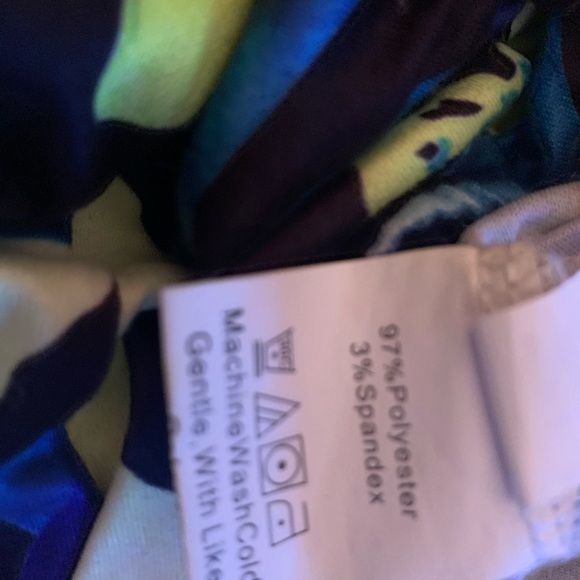 97%Polyester
3%Spandex
MachineWashCold
Gentle,With Like